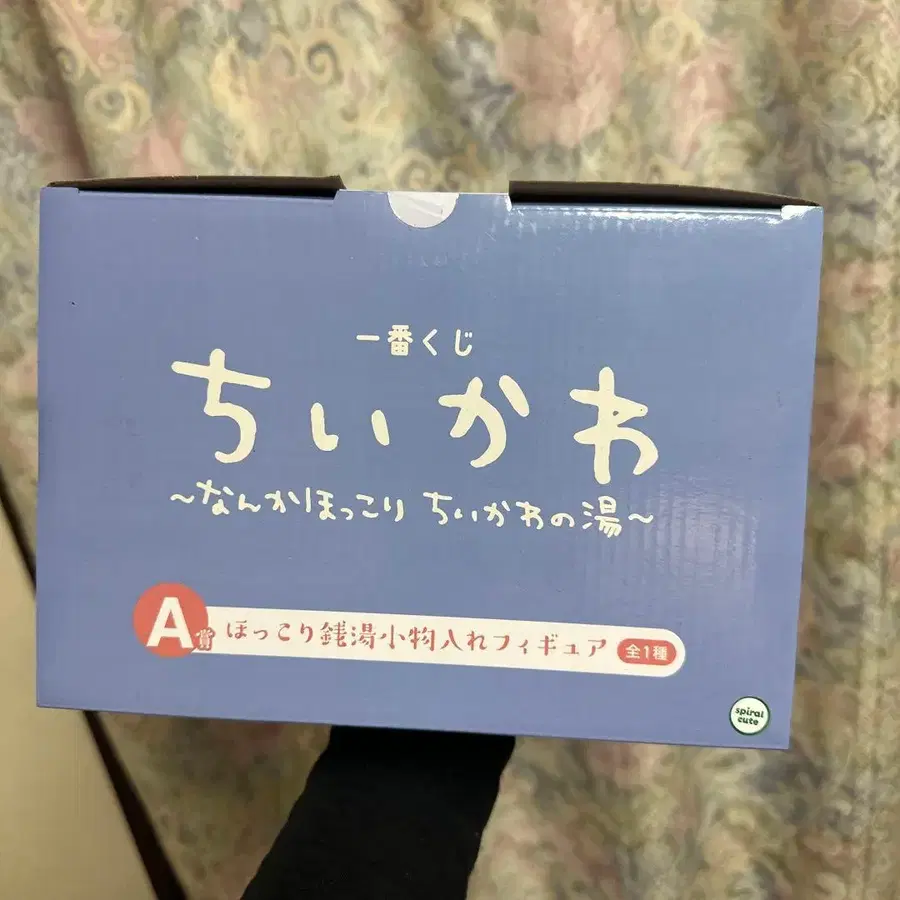 一番くじ
ちいかわ
~なんかほっこり ちいかわの湯~
A賞 ほっこり銭湯小物入れフィギュア 全1種
spiral
cute